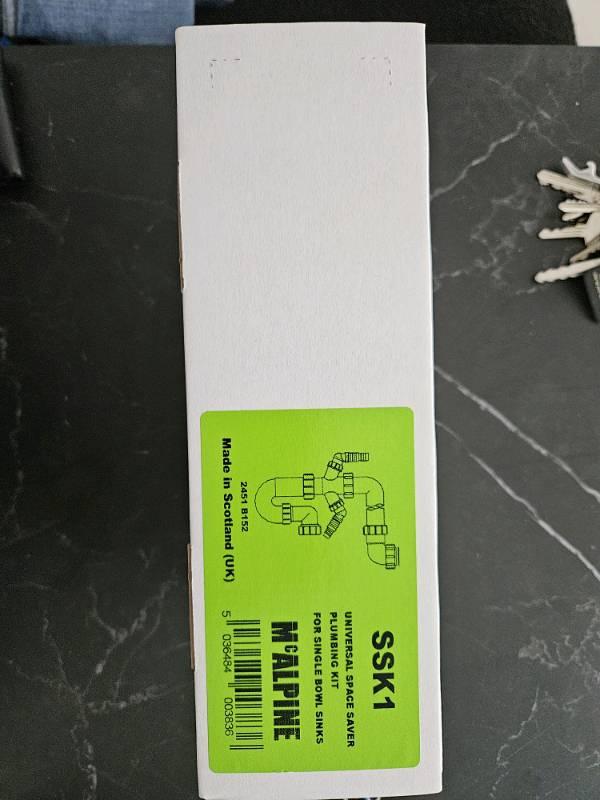 SSK1
UNIVERSAL SPACE SAVER
PLUMBING KIT
FOR SINGLE BOWL SINKS
McALPINE
5 036484 003836
2451 B152
Made in Scotland (UK)